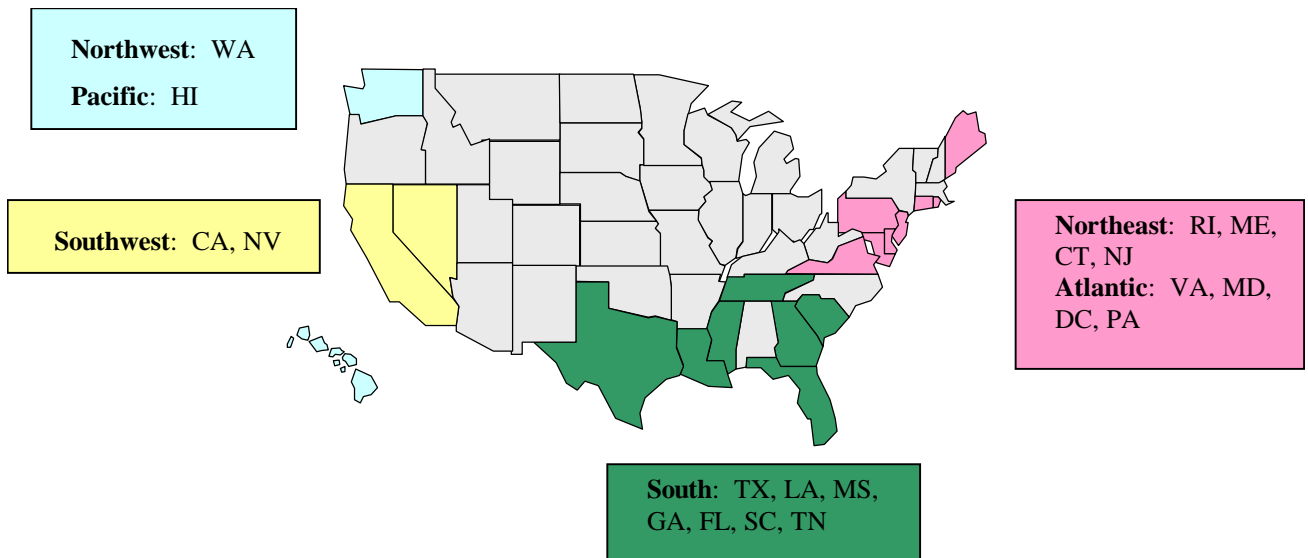 Northwest: WA
Pacific: HI
Southwest: CA, NV
Northeast: RI, ME,
CT, NJ
Atlantic: VA, MD,
DC, PA
South: TX, LA, MS,
GA, FL, SC, TN